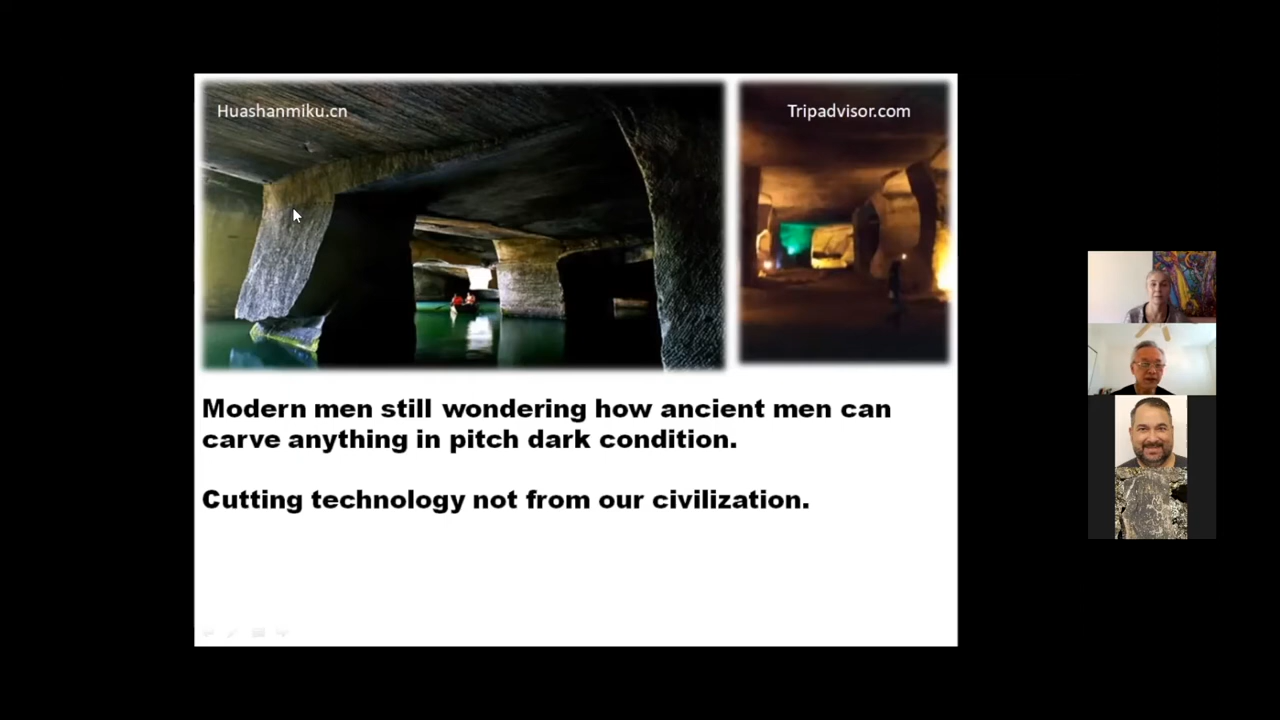 Huashanmiku.cn
Tripadvisor.com
Modern men still wondering how ancient men can
carve anything in pitch dark condition.
Cutting technology not from our civilization.